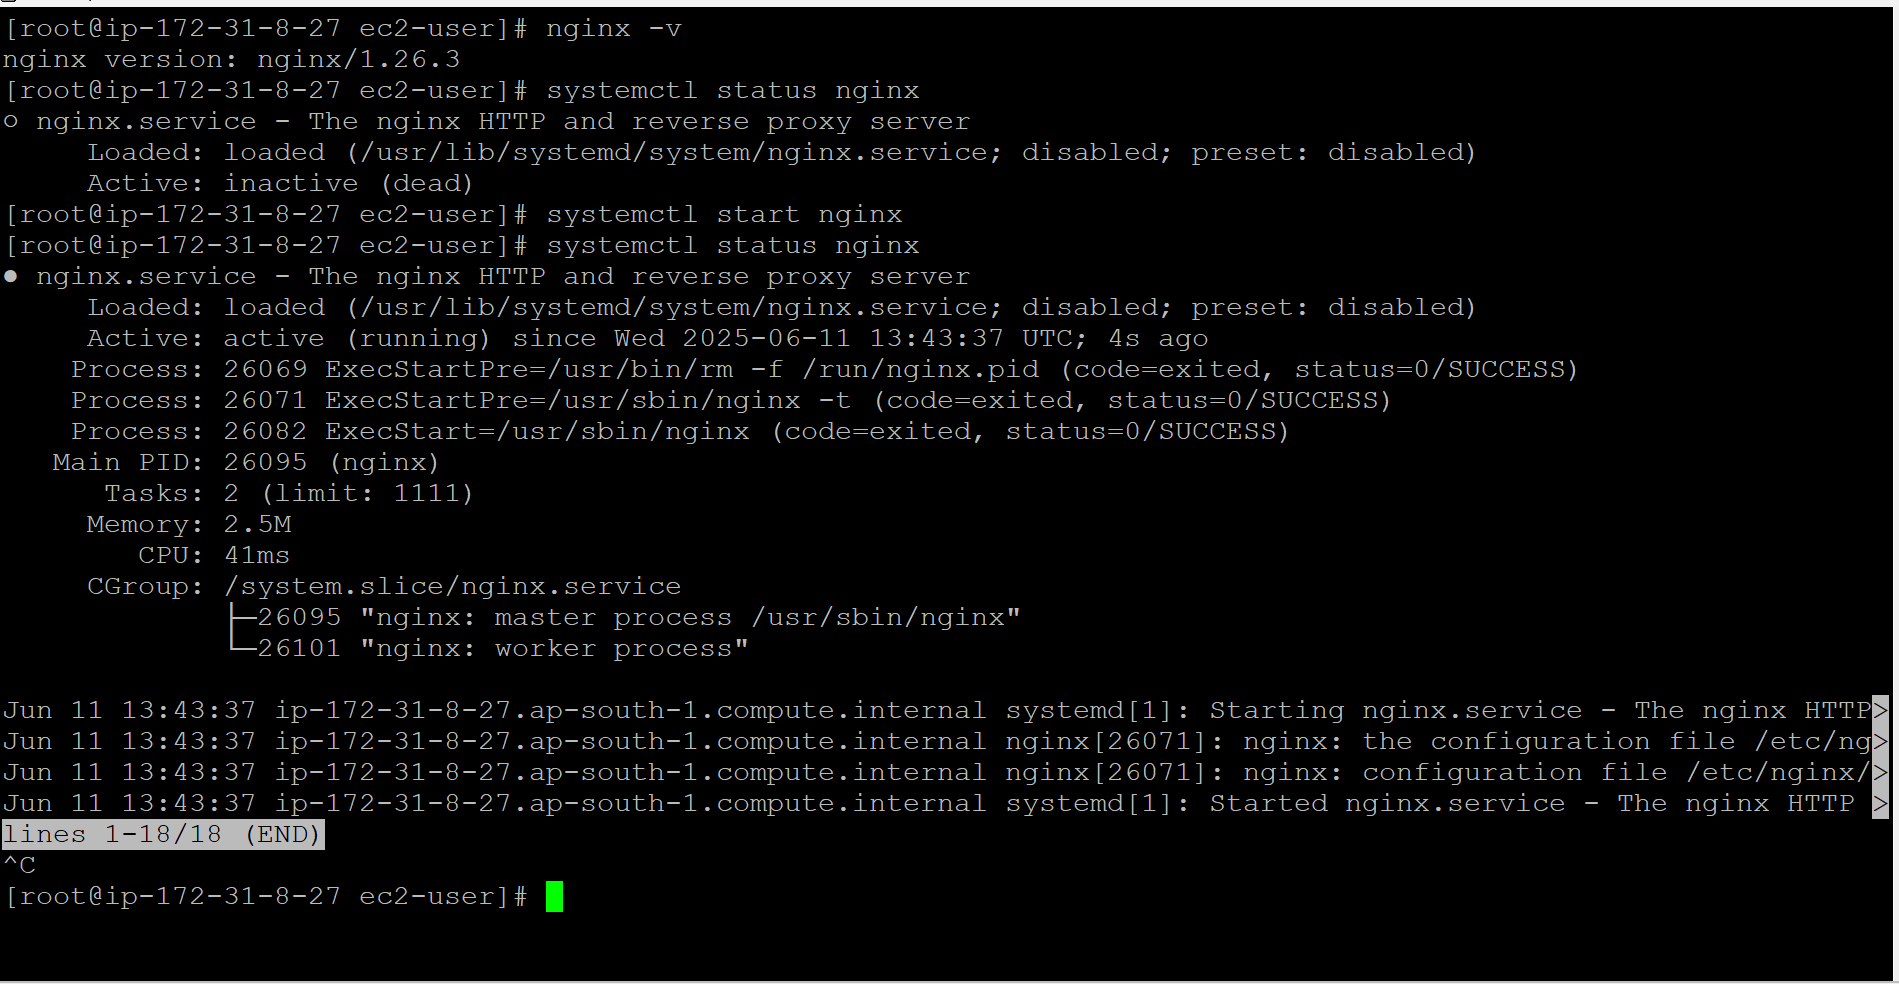 [root@ip-172-31-8-27 ec2-user]# nginx -v
nginx version: nginx/1.26.3
[root@ip-172-31-8-27 ec2-user]# systemctl status nginx
○ nginx.service - The nginx HTTP and reverse proxy server
     Loaded: loaded (/usr/lib/systemd/system/nginx.service; disabled; preset: disabled)
     Active: inactive (dead)
[root@ip-172-31-8-27 ec2-user]# systemctl start nginx
[root@ip-172-31-8-27 ec2-user]# systemctl status nginx
● nginx.service - The nginx HTTP and reverse proxy server
     Loaded: loaded (/usr/lib/systemd/system/nginx.service; disabled; preset: disabled)
     Active: active (running) since Wed 2025-06-11 13:43:37 UTC; 4s ago
    Process: 26069 ExecStartPre=/usr/bin/rm -f /run/nginx.pid (code=exited, status=0/SUCCESS)
    Process: 26071 ExecStartPre=/usr/sbin/nginx -t (code=exited, status=0/SUCCESS)
    Process: 26082 ExecStart=/usr/sbin/nginx (code=exited, status=0/SUCCESS)
   Main PID: 26095 (nginx)
      Tasks: 2 (limit: 1111)
     Memory: 2.5M
        CPU: 41ms
     CGroup: /system.slice/nginx.service
             ├─26095 "nginx: master process /usr/sbin/nginx"
             └─26101 "nginx: worker process"

Jun 11 13:43:37 ip-172-31-8-27.ap-south-1.compute.internal systemd[1]: Starting nginx.service - The nginx HTTP>
Jun 11 13:43:37 ip-172-31-8-27.ap-south-1.compute.internal nginx[26071]: nginx: the configuration file /etc/ng>
Jun 11 13:43:37 ip-172-31-8-27.ap-south-1.compute.internal nginx[26071]: nginx: configuration file /etc/nginx/>
Jun 11 13:43:37 ip-172-31-8-27.ap-south-1.compute.internal systemd[1]: Started nginx.service - The nginx HTTP >
lines 1-18/18 (END)
^C
[root@ip-172-31-8-27 ec2-user]#